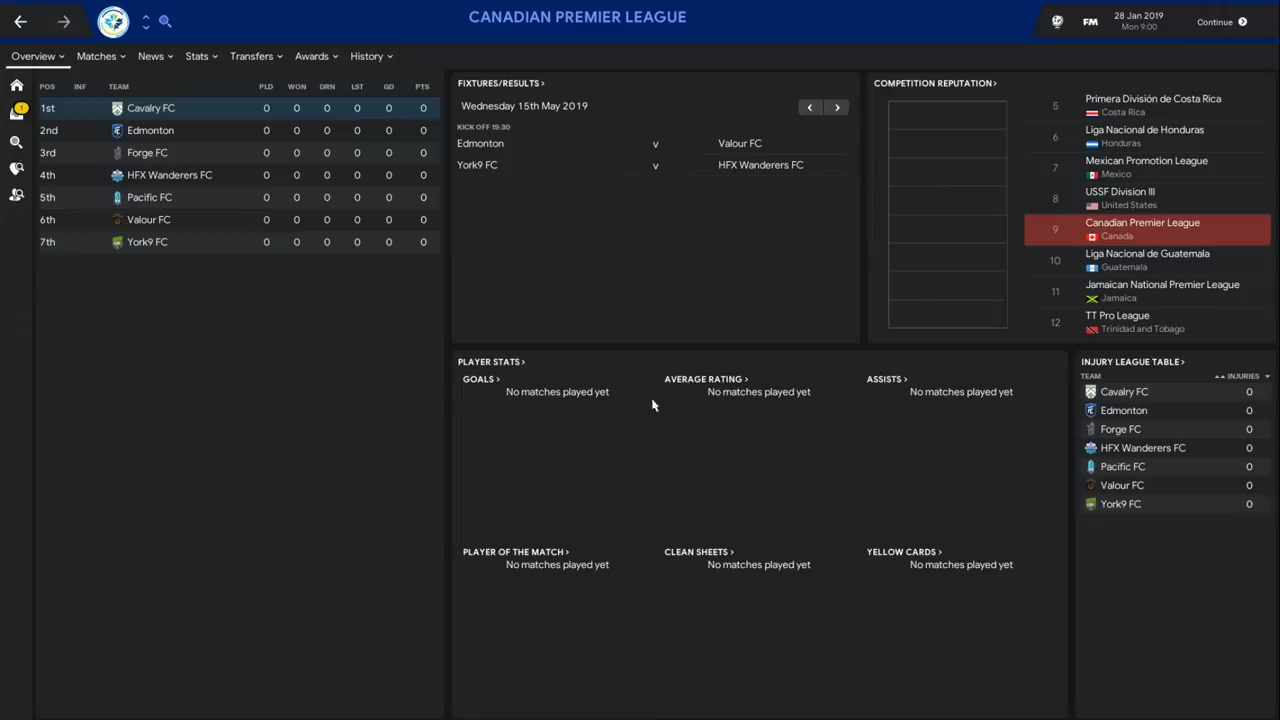 CANADIAN PREMIER LEAGUE
FM
28 Jan 2019
Mon 9:00
Continue
Overview
Matches
News
Stats
Transfers
Awards
History
1
POS INF TEAM PLD WON DRN LST GD PTS
1st Cavalry FC 0 0 0 0 0 0
2nd Edmonton 0 0 0 0 0 0
3rd Forge FC 0 0 0 0 0 0
4th HFX Wanderers FC 0 0 0 0 0 0
5th Pacific FC 0 0 0 0 0 0
6th Valour FC 0 0 0 0 0 0
7th York9 FC 0 0 0 0 0 0
FIXTURES/RESULTS >
Wednesday 15th May 2019
KICK OFF 19:30
Edmonton v Valour FC
York9 FC v HFX Wanderers FC
COMPETITION REPUTATION >
5 Primera División de Costa Rica
Costa Rica
6 Liga Nacional de Honduras
Honduras
7 Mexican Promotion League
Mexico
8 USSF Division III
United States
9 Canadian Premier League
Canada
10 Liga Nacional de Guatemala
Guatemala
11 Jamaican National Premier League
Jamaica
12 TT Pro League
Trinidad and Tobago
PLAYER STATS >
GOALS >
No matches played yet
AVERAGE RATING >
No matches played yet
ASSISTS >
No matches played yet
PLAYER OF THE MATCH >
No matches played yet
CLEAN SHEETS >
No matches played yet
YELLOW CARDS >
No matches played yet
INJURY LEAGUE TABLE >
TEAM INJURIES
Cavalry FC 0
Edmonton 0
Forge FC 0
HFX Wanderers FC 0
Pacific FC 0
Valour FC 0
York9 FC 0